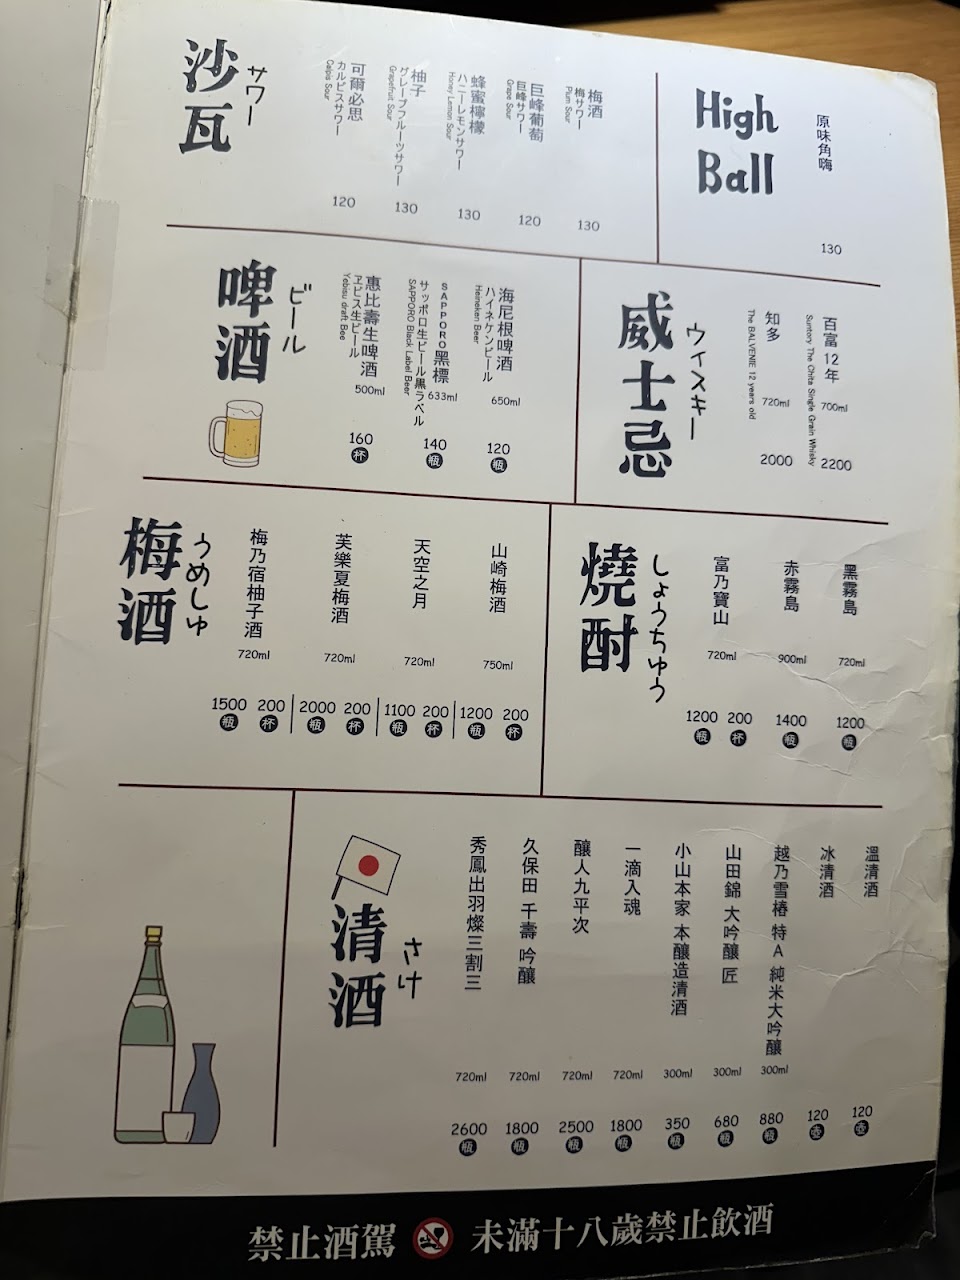 沙瓦
サワー
可爾必思
カルピスサワー
Calpis Sour
120
柚子
グレープフルーツサワー
Grapefruit Sour
130
蜂蜜檸檬
ハニーレモンサワー
Honey Lemon Sour
130
巨峰葡萄
巨峰サワー
Grape Sour
120
梅酒
梅サワー
Plum Sour
130
High
Ball
原味角嗨
130
啤酒
ビール
惠比壽生啤酒
ヱビス生ビール
Yebisu draft Bee
500ml
160
杯
SAPPORO黑標
サッポロ生ビール黒ラベル
SAPPORO Black Label Beer
633ml
140
瓶
海尼根啤酒
ハイネケンビール
Heineken Beer
650ml
120
瓶
威士忌
ウイスキー
知多
The BALVENIE 12 years old
720ml
2000
百富12年
Suntory The Chita Single Grain Whisky
700ml
2200
梅酒
うめしゅ
梅乃宿柚子酒
720ml
1500 200
瓶 杯
芙樂夏梅酒
720ml
2000 200
瓶 杯
天空之月
720ml
1100 200
瓶 杯
山崎梅酒
750ml
1200 200
瓶 杯
燒酎
しょうちゅう
富乃寶山
720ml
1200 200
瓶 杯
赤霧島
900ml
1400
瓶
黑霧島
720ml
1200
瓶
清酒
さけ
秀鳳出羽燦三割三
720ml
2600
瓶
久保田 千壽 吟釀
720ml
1800
瓶
釀人九平次
720ml
2500
瓶
一滴入魂
720ml
1800
瓶
小山本家 本釀造清酒
300ml
350
瓶
山田錦 大吟釀 匠
300ml
680
瓶
越乃雪椿 特A 純米大吟釀
300ml
880
瓶
冰清酒
120
壺
溫清酒
120
壺
禁止酒駕 未滿十八歲禁止飲酒